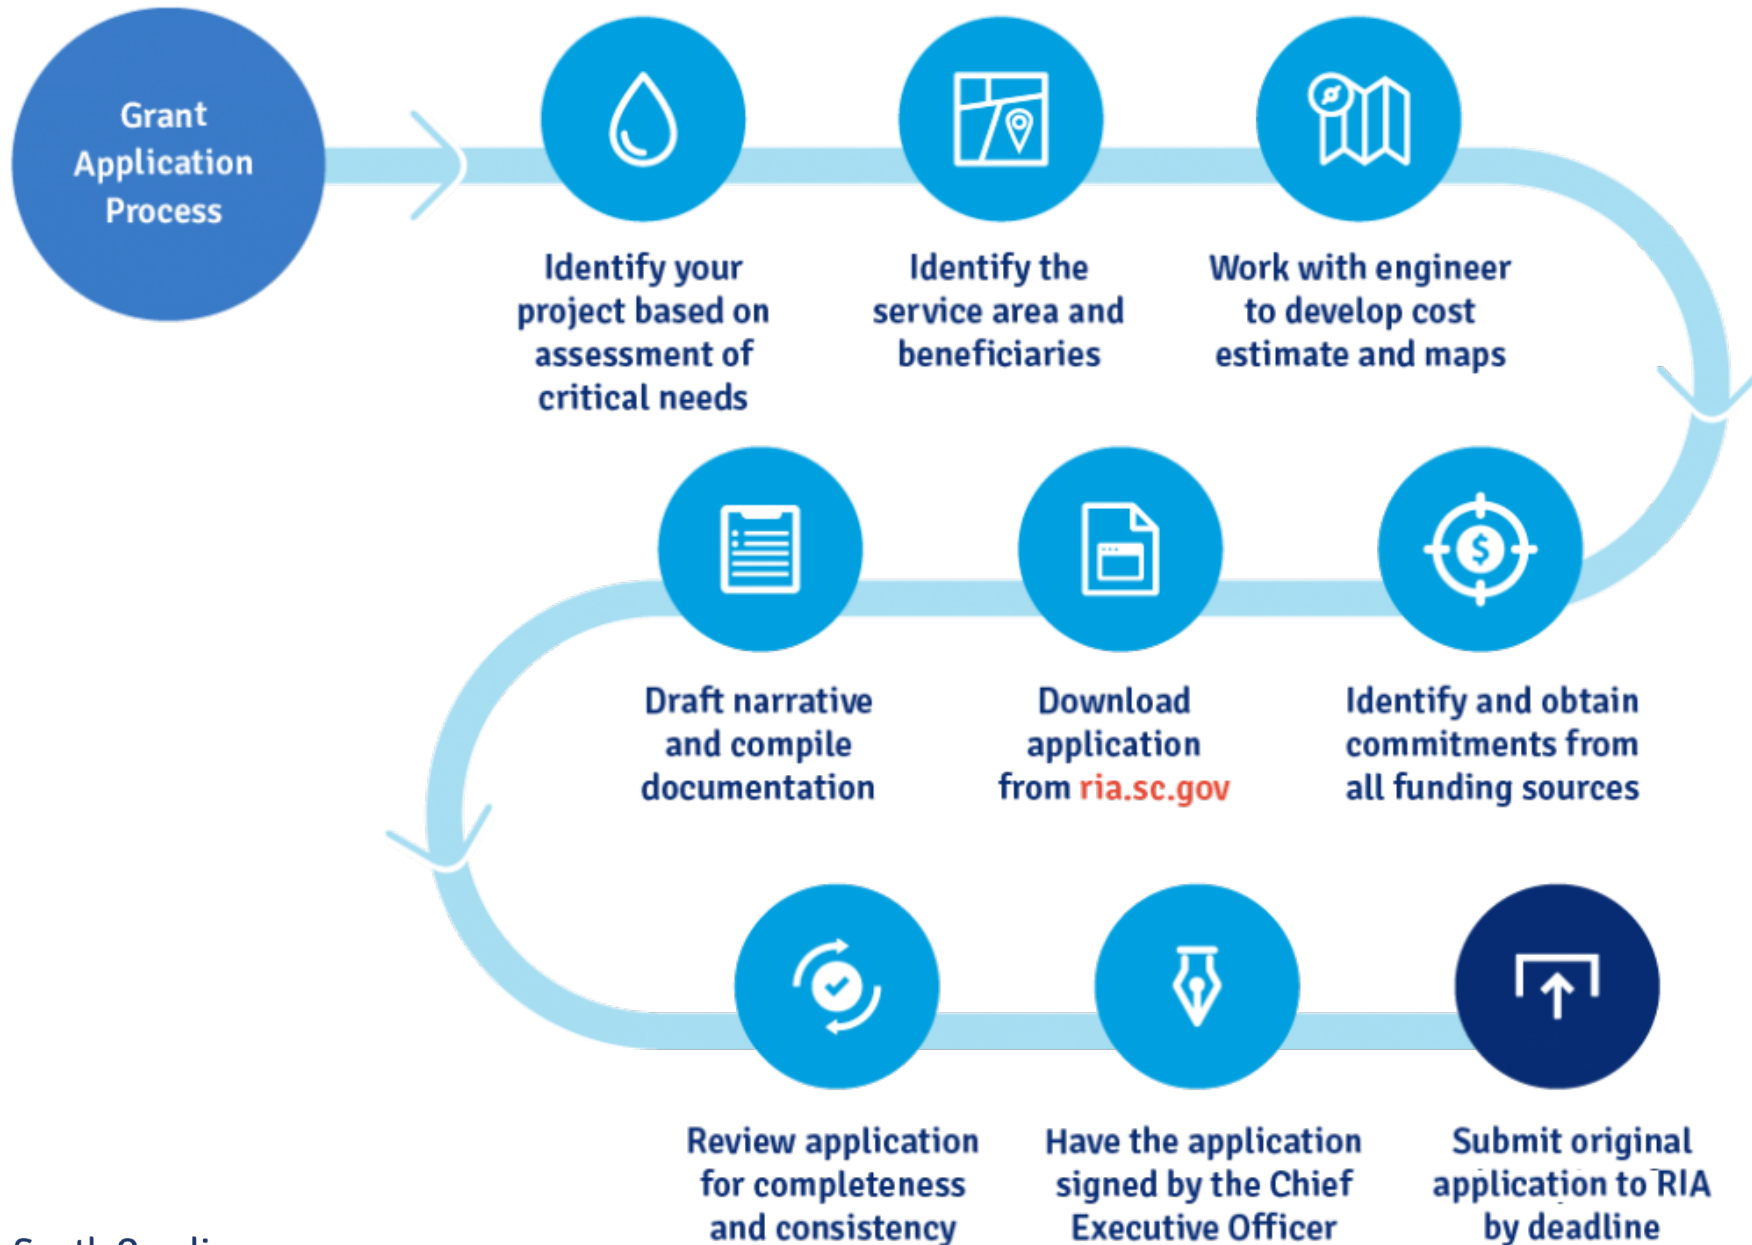 Grant
Application
Process
Identify your
project based on
assessment of
critical needs
Identify the
service area and
beneficiaries
Work with engineer
to develop cost
estimate and maps
Identify and obtain
commitments from
all funding sources
Download
application
from ria.sc.gov
Draft narrative
and compile
documentation
Review application
for completeness
and consistency
Have the application
signed by the Chief
Executive Officer
Submit original
application to RIA
by deadline